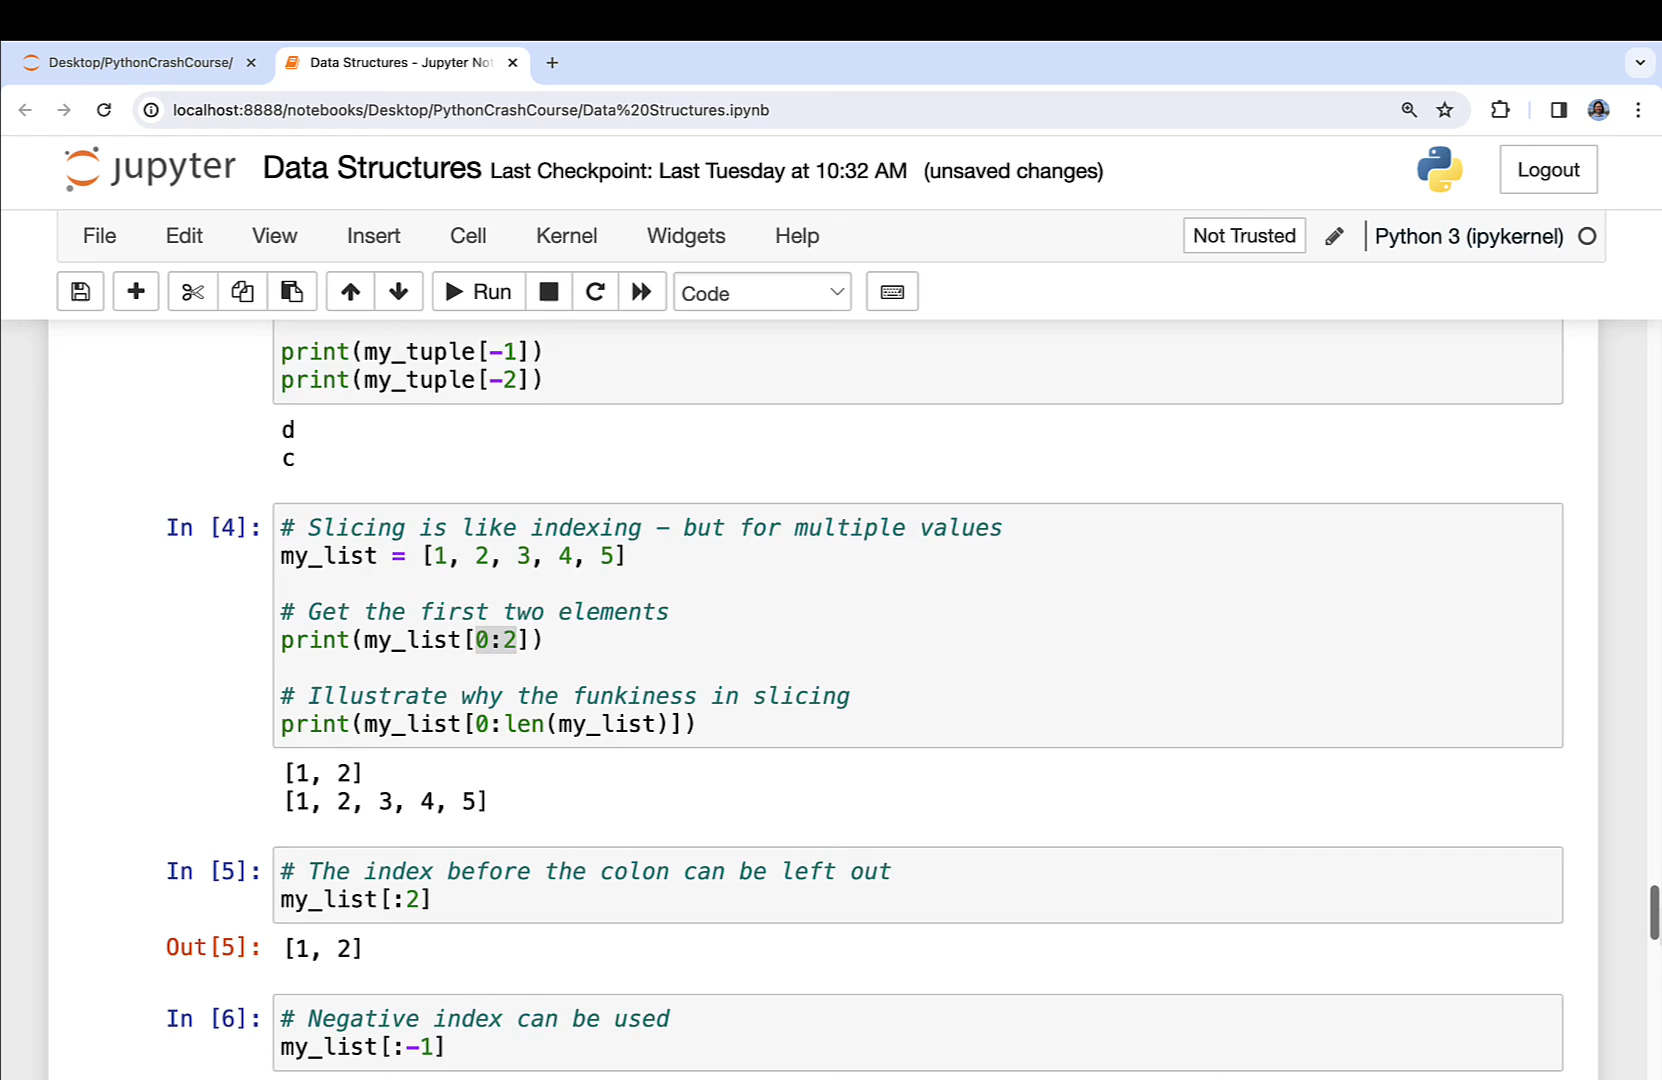 Desktop/PythonCrashCourse/
Data Structures - Jupyter Not
localhost:8888/notebooks/Desktop/PythonCrashCourse/Data%20Structures.ipynb
jupyter Data Structures Last Checkpoint: Last Tuesday at 10:32 AM (unsaved changes)
Logout
File Edit View Insert Cell Kernel Widgets Help
Not Trusted
Python 3 (ipykernel)
Run
Code
print(my_tuple[-1])
print(my_tuple[-2])
d
c
In [4]: # Slicing is like indexing – but for multiple values
my_list = [1, 2, 3, 4, 5]
# Get the first two elements
print(my_list[0:2])
# Illustrate why the funkiness in slicing
print(my_list[0:len(my_list)])
[1, 2]
[1, 2, 3, 4, 5]
In [5]: # The index before the colon can be left out
my_list[:2]
Out[5]: [1, 2]
In [6]: # Negative index can be used
my_list[:-1]